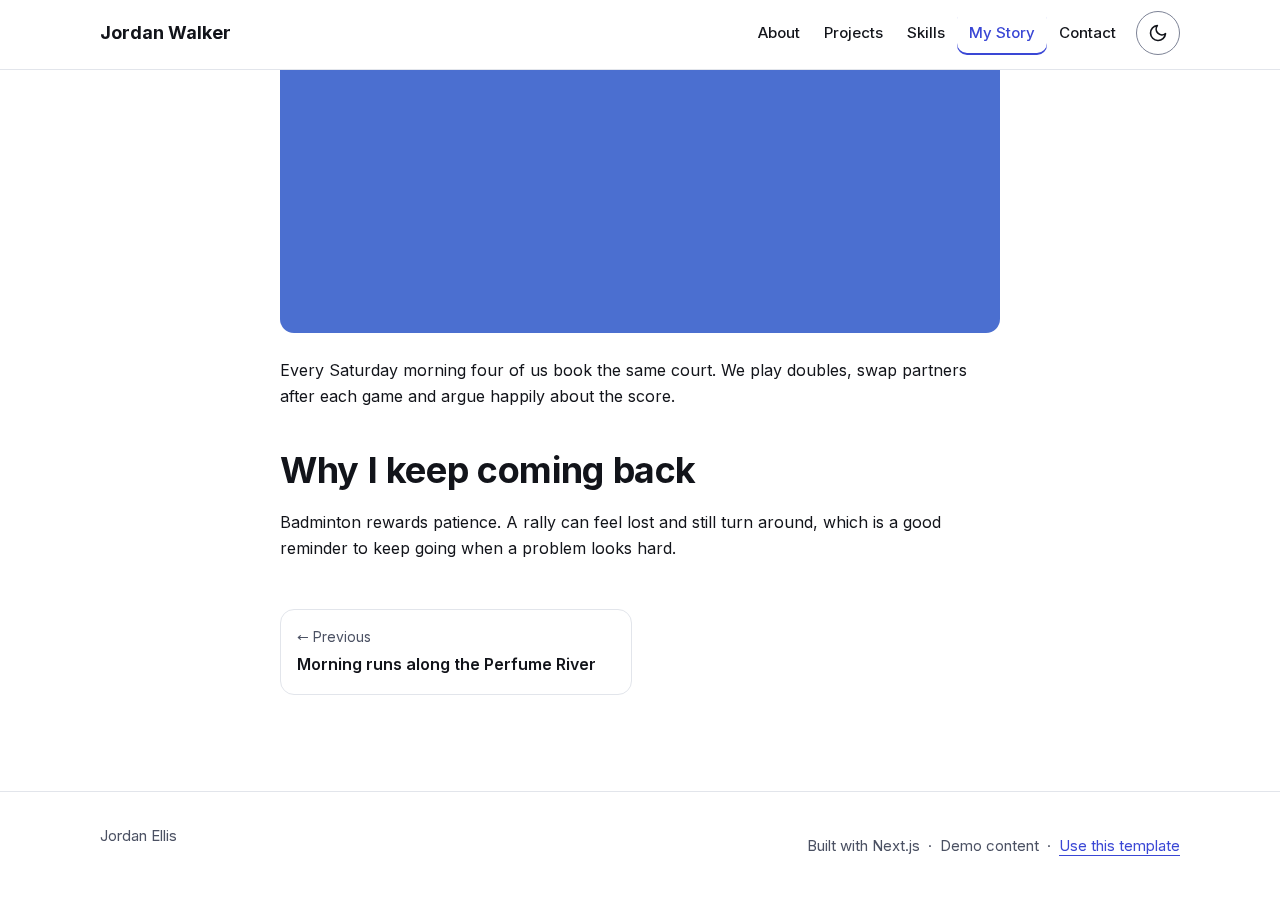 Jordan Walker
About
Projects
Skills
My Story
Contact
Every Saturday morning four of us book the same court. We play doubles, swap partners
after each game and argue happily about the score.
Why I keep coming back
Badminton rewards patience. A rally can feel lost and still turn around, which is a good
reminder to keep going when a problem looks hard.
← Previous
Morning runs along the Perfume River
Jordan Ellis
Built with Next.js · Demo content · Use this template